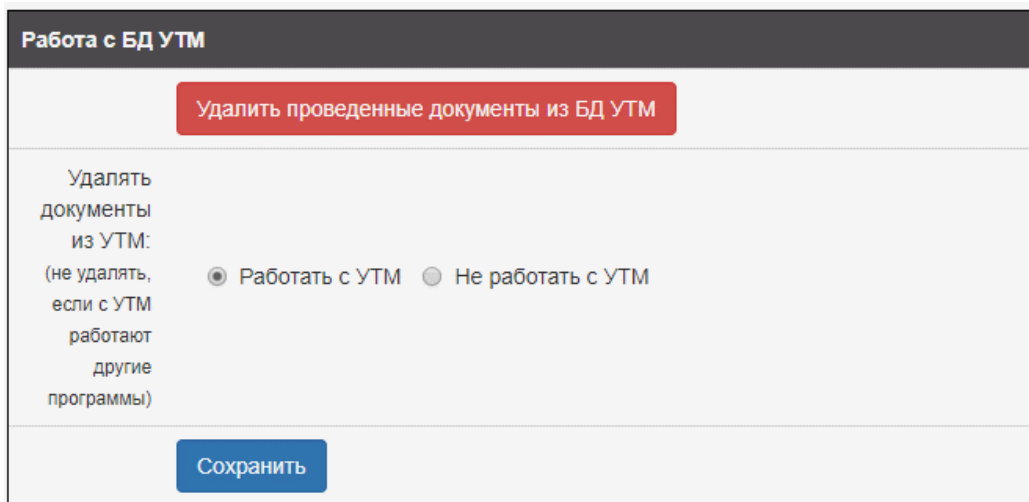 Работа с БД УТМ
Удалить проведенные документы из БД УТМ
Удалять
документы
из УТМ:
(не удалять,
если с УТМ
работают
другие
программы)
Работать с УТМ Не работать с УТМ
Сохранить